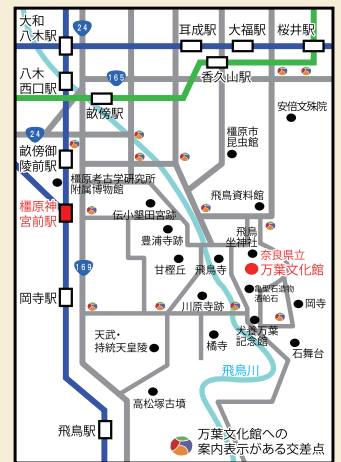 大和
八木駅
24
耳成駅
大福駅
桜井駅
八木
西口駅
165
香久山駅
畝傍駅
安倍文殊院
24
橿原市
昆虫館
畝傍御
陵前駅
橿原考古学研究所
附属博物館
飛鳥資料館
橿原神
宮前駅
伝小墾田宮跡
豊浦寺跡
飛鳥
坐神社
奈良県立
万葉文化館
甘樫丘
飛鳥寺
169
亀型石造物
酒船石
岡寺駅
川原寺跡
岡寺
犬養万葉
記念館
天武・
持統天皇陵
橘寺
石舞台
飛鳥川
高松塚古墳
飛鳥駅
万葉文化館への
案内表示がある交差点